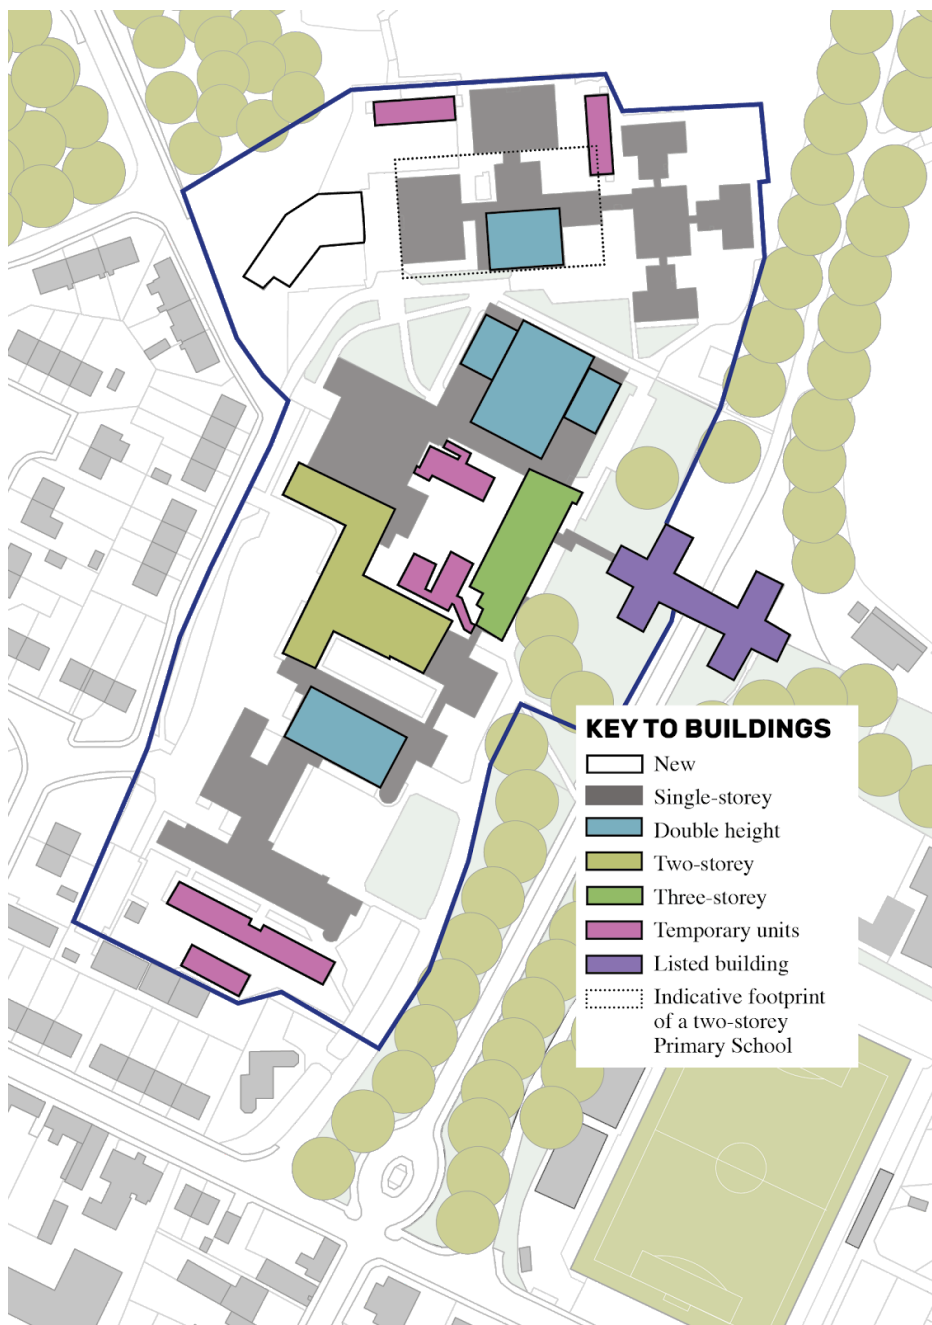 KEY TO BUILDINGS
New
Single-storey
Double height
Two-storey
Three-storey
Temporary units
Listed building
Indicative footprint
of a two-storey
Primary School